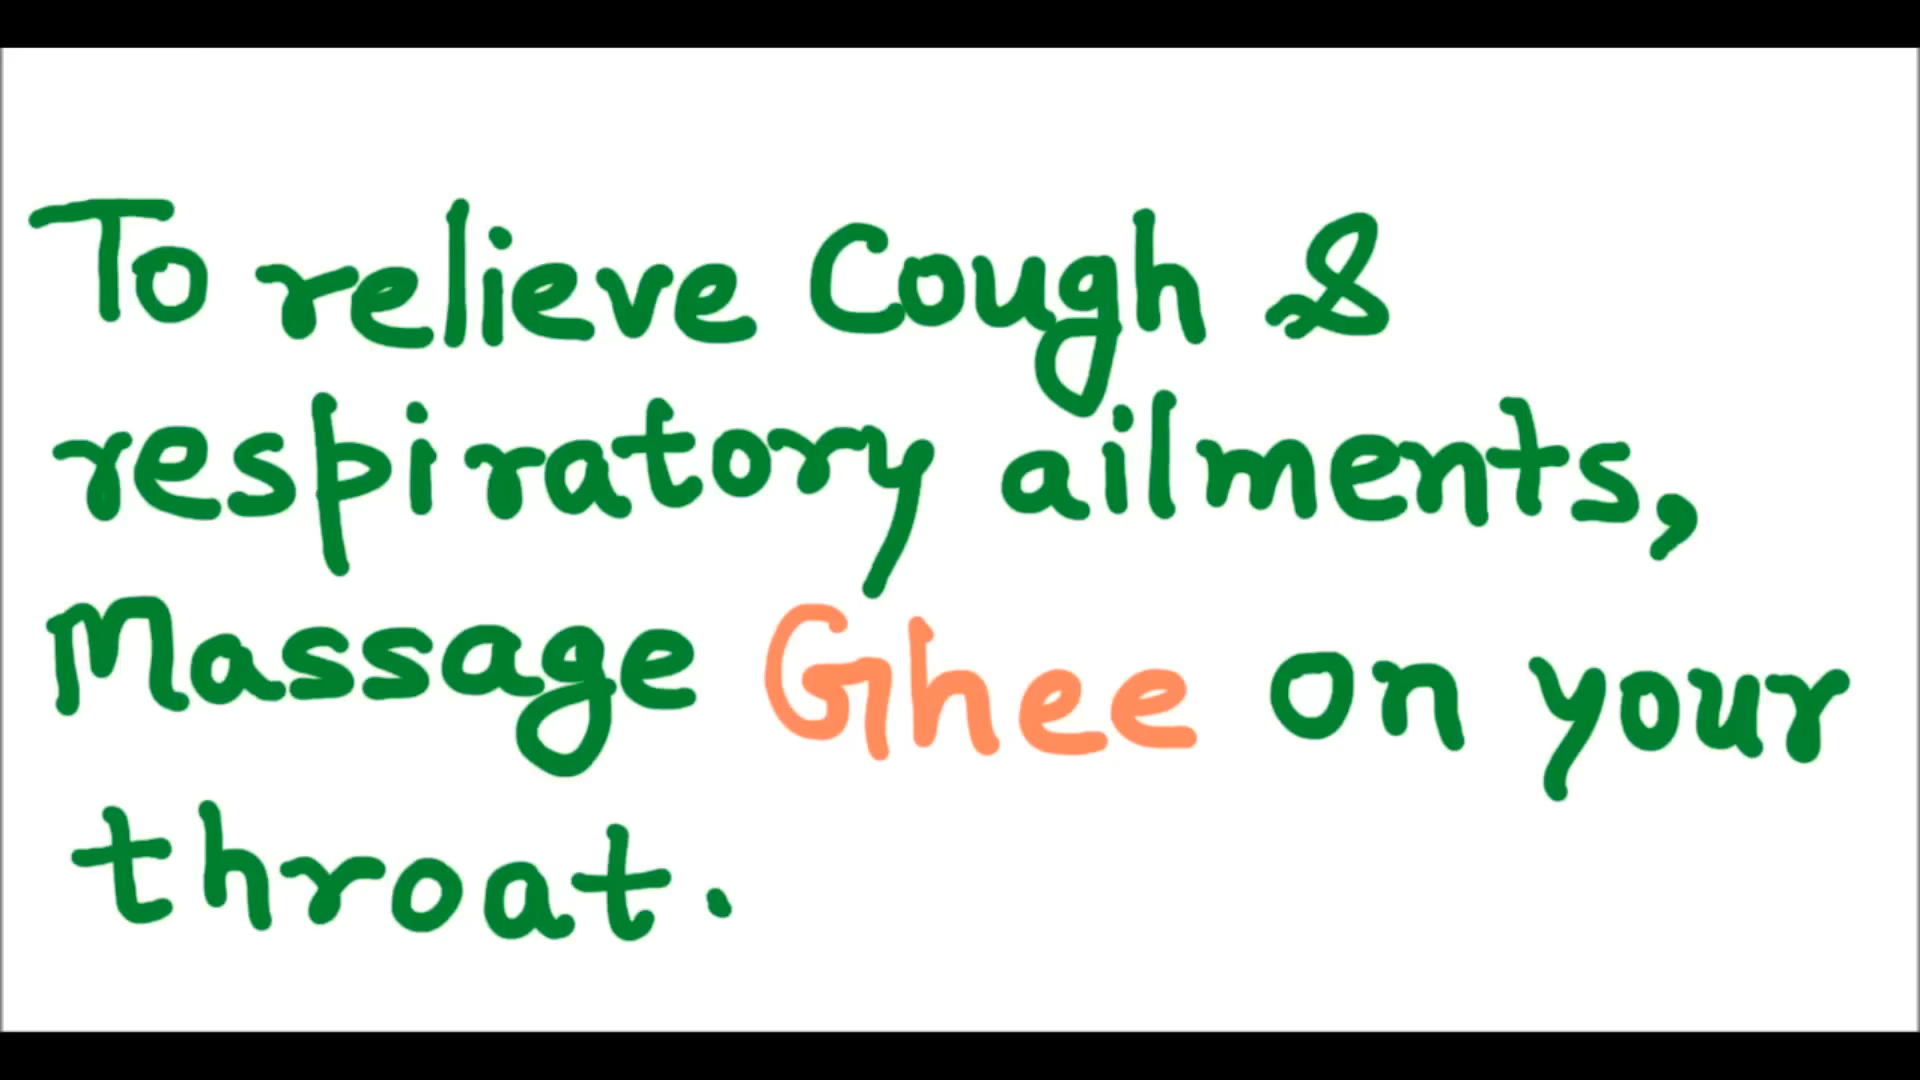 To relieve Cough &
respiratory ailments,
Massage Ghee on your
throat.